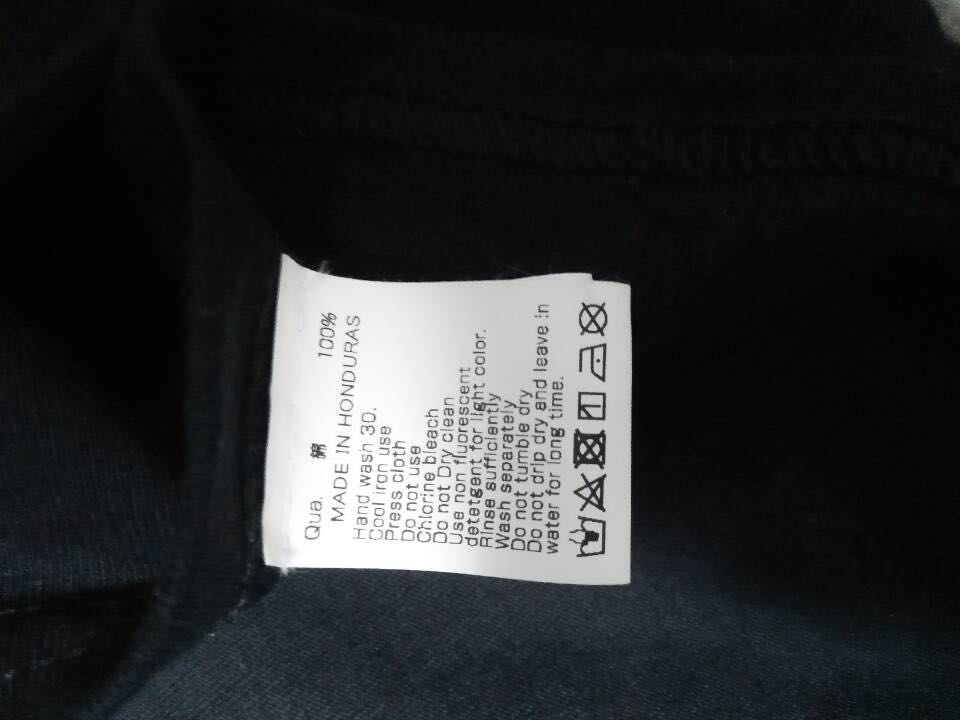 Qua. 綿 100%
MADE IN HONDURAS
Hand wash 30.
Cool iron use
Press cloth
Do not use
Chlorine bleach
Do not Dry clean
Use non fluorescent
detetgent for light color.
Rinse sufficiently
Wash separately
Do not tumble dry
Do not drip dry and leave in
water for long time.